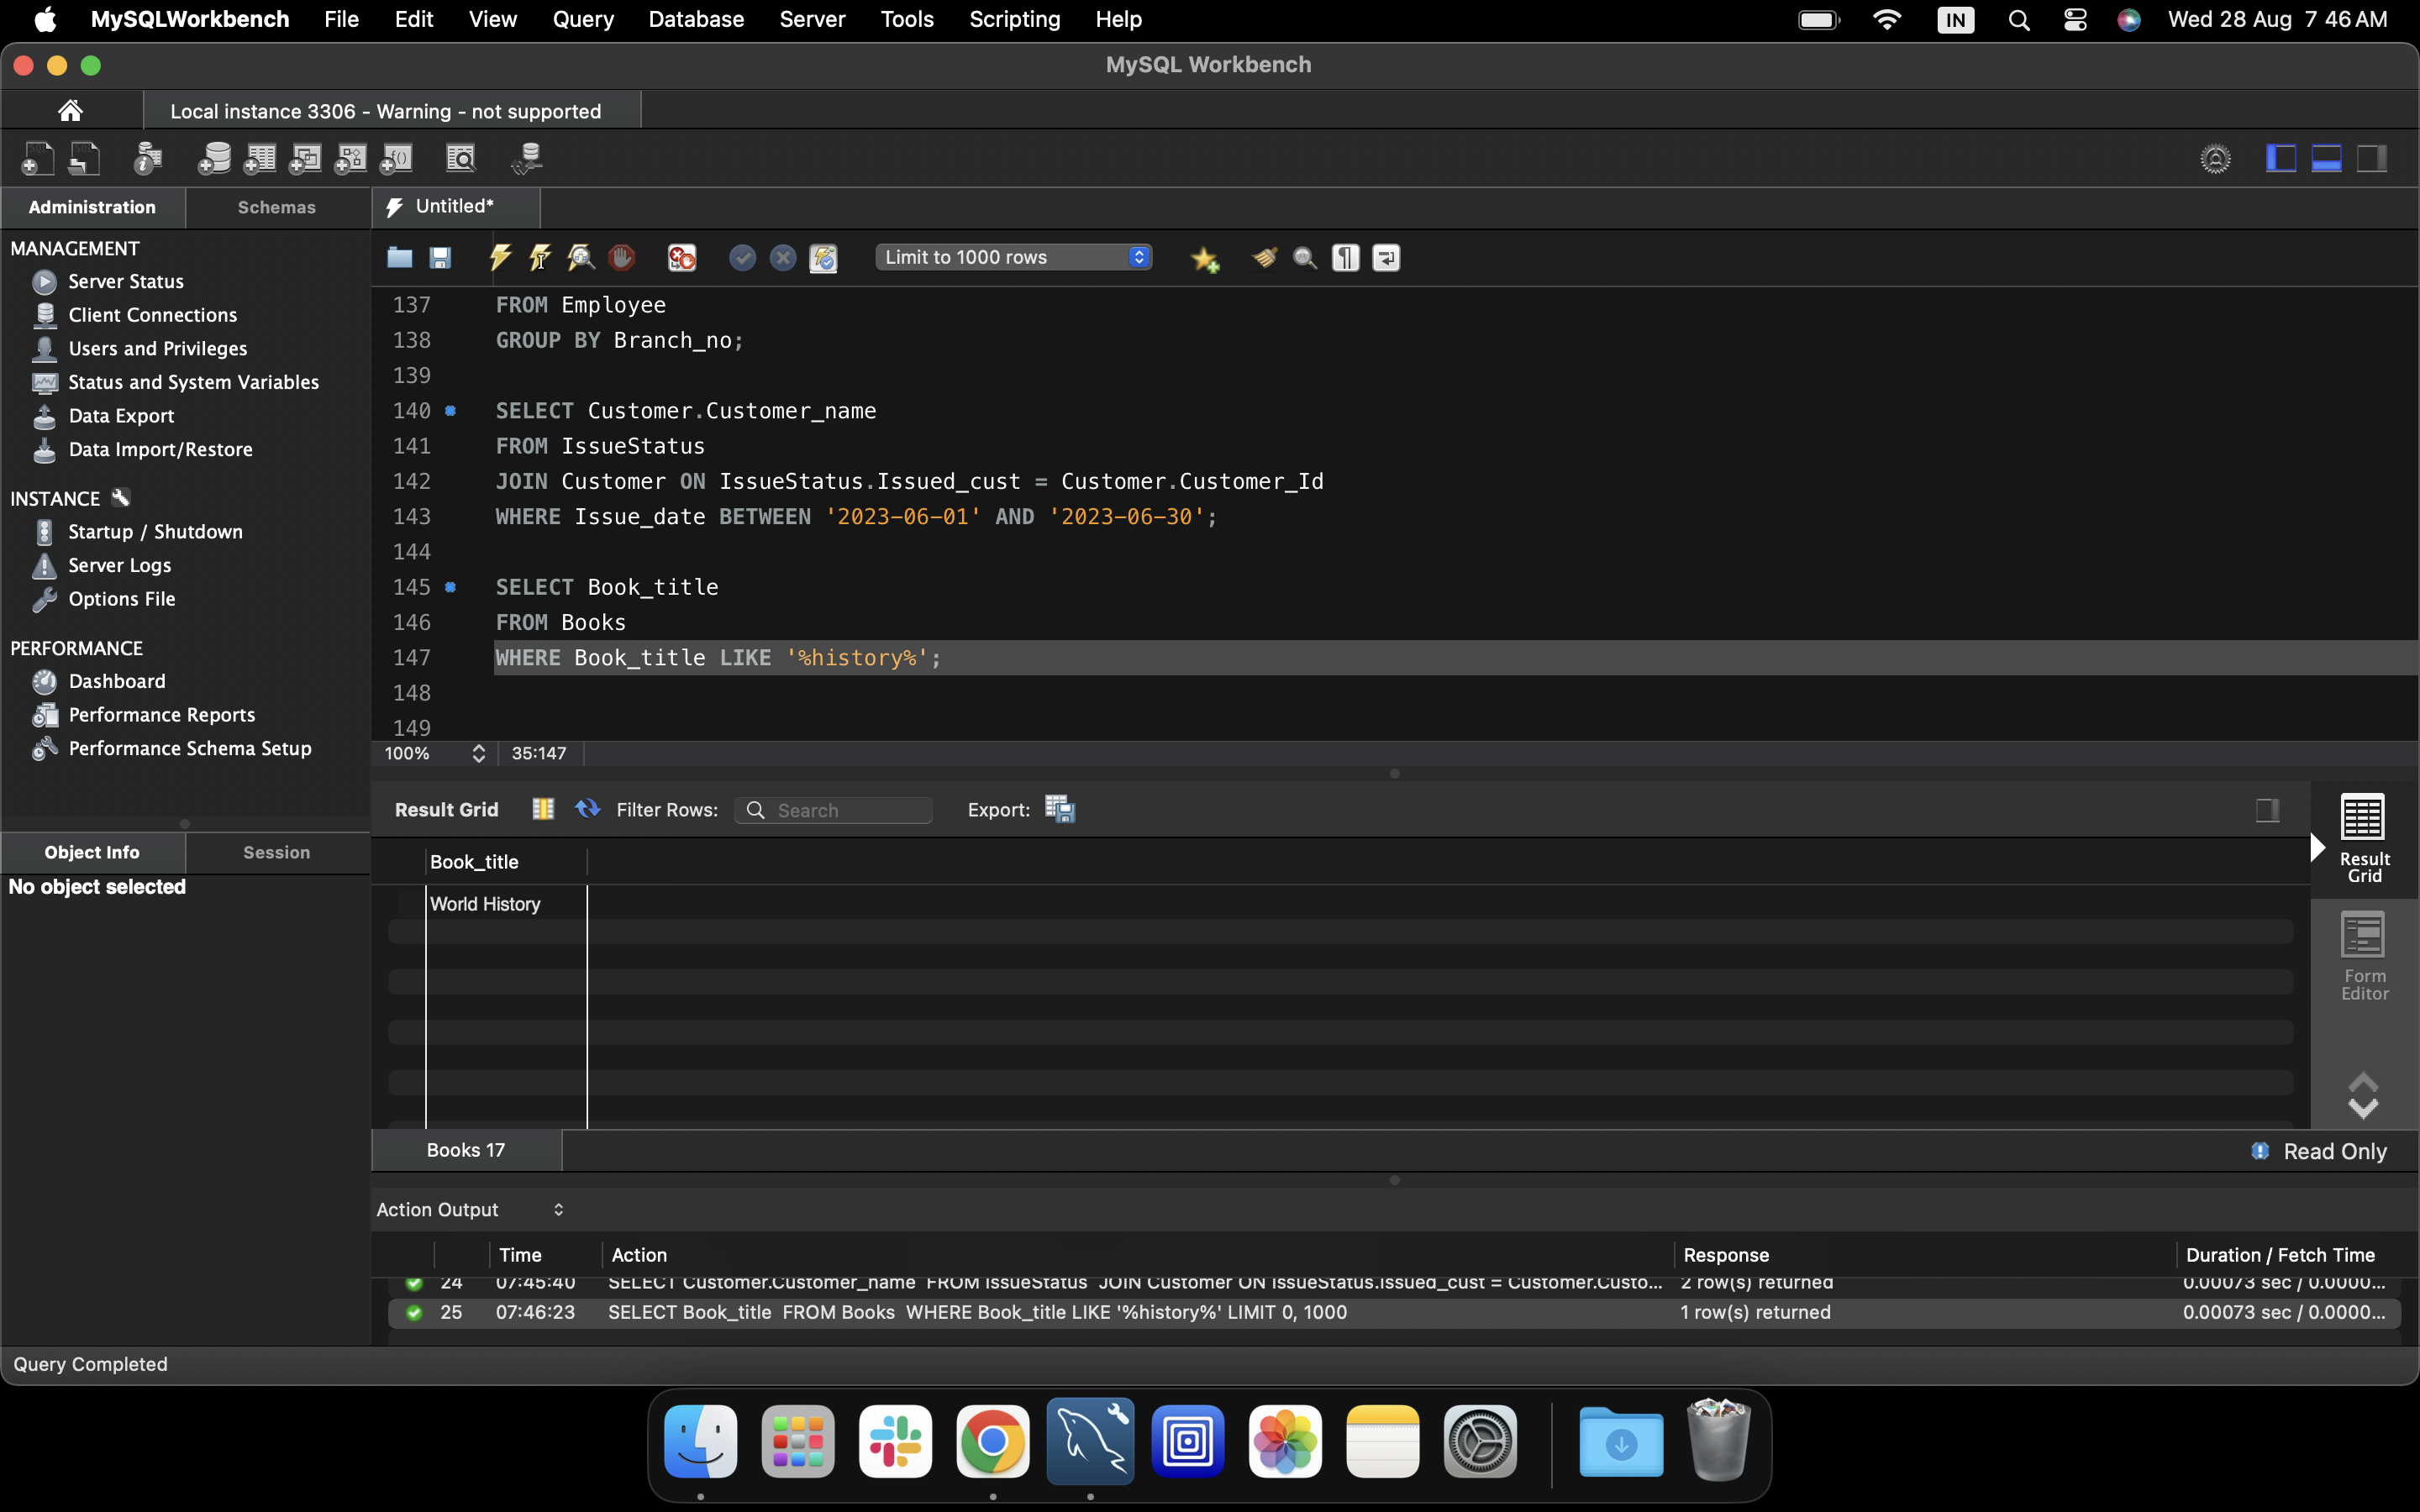 MySQLWorkbench File Edit View Query Database Server Tools Scripting Help IN Wed 28 Aug 7 46 AM
MySQL Workbench
Local instance 3306 - Warning - not supported
Administration Schemas Untitled*
MANAGEMENT
Server Status
Client Connections
Users and Privileges
Status and System Variables
Data Export
Data Import/Restore
INSTANCE
Startup / Shutdown
Server Logs
Options File
PERFORMANCE
Dashboard
Performance Reports
Performance Schema Setup
Object Info Session
No object selected
Limit to 1000 rows
137 FROM Employee
138 GROUP BY Branch_no;
139
140 SELECT Customer.Customer_name
141 FROM IssueStatus
142 JOIN Customer ON IssueStatus.Issued_cust = Customer.Customer_Id
143 WHERE Issue_date BETWEEN '2023-06-01' AND '2023-06-30';
144
145 SELECT Book_title
146 FROM Books
147 WHERE Book_title LIKE '%history%';
148
149
100% 35:147
Result Grid Filter Rows: Search Export:
Book_title
World History
Result Grid
Form Editor
Books 17 Read Only
Action Output
Time Action Response Duration / Fetch Time
24 07:45:40 SELECT Customer.Customer_name FROM IssueStatus JOIN Customer ON IssueStatus.Issued_cust = Customer.Custo... 2 row(s) returned 0.00073 sec / 0.0000...
25 07:46:23 SELECT Book_title FROM Books WHERE Book_title LIKE '%history%' LIMIT 0, 1000 1 row(s) returned 0.00073 sec / 0.0000...
Query Completed